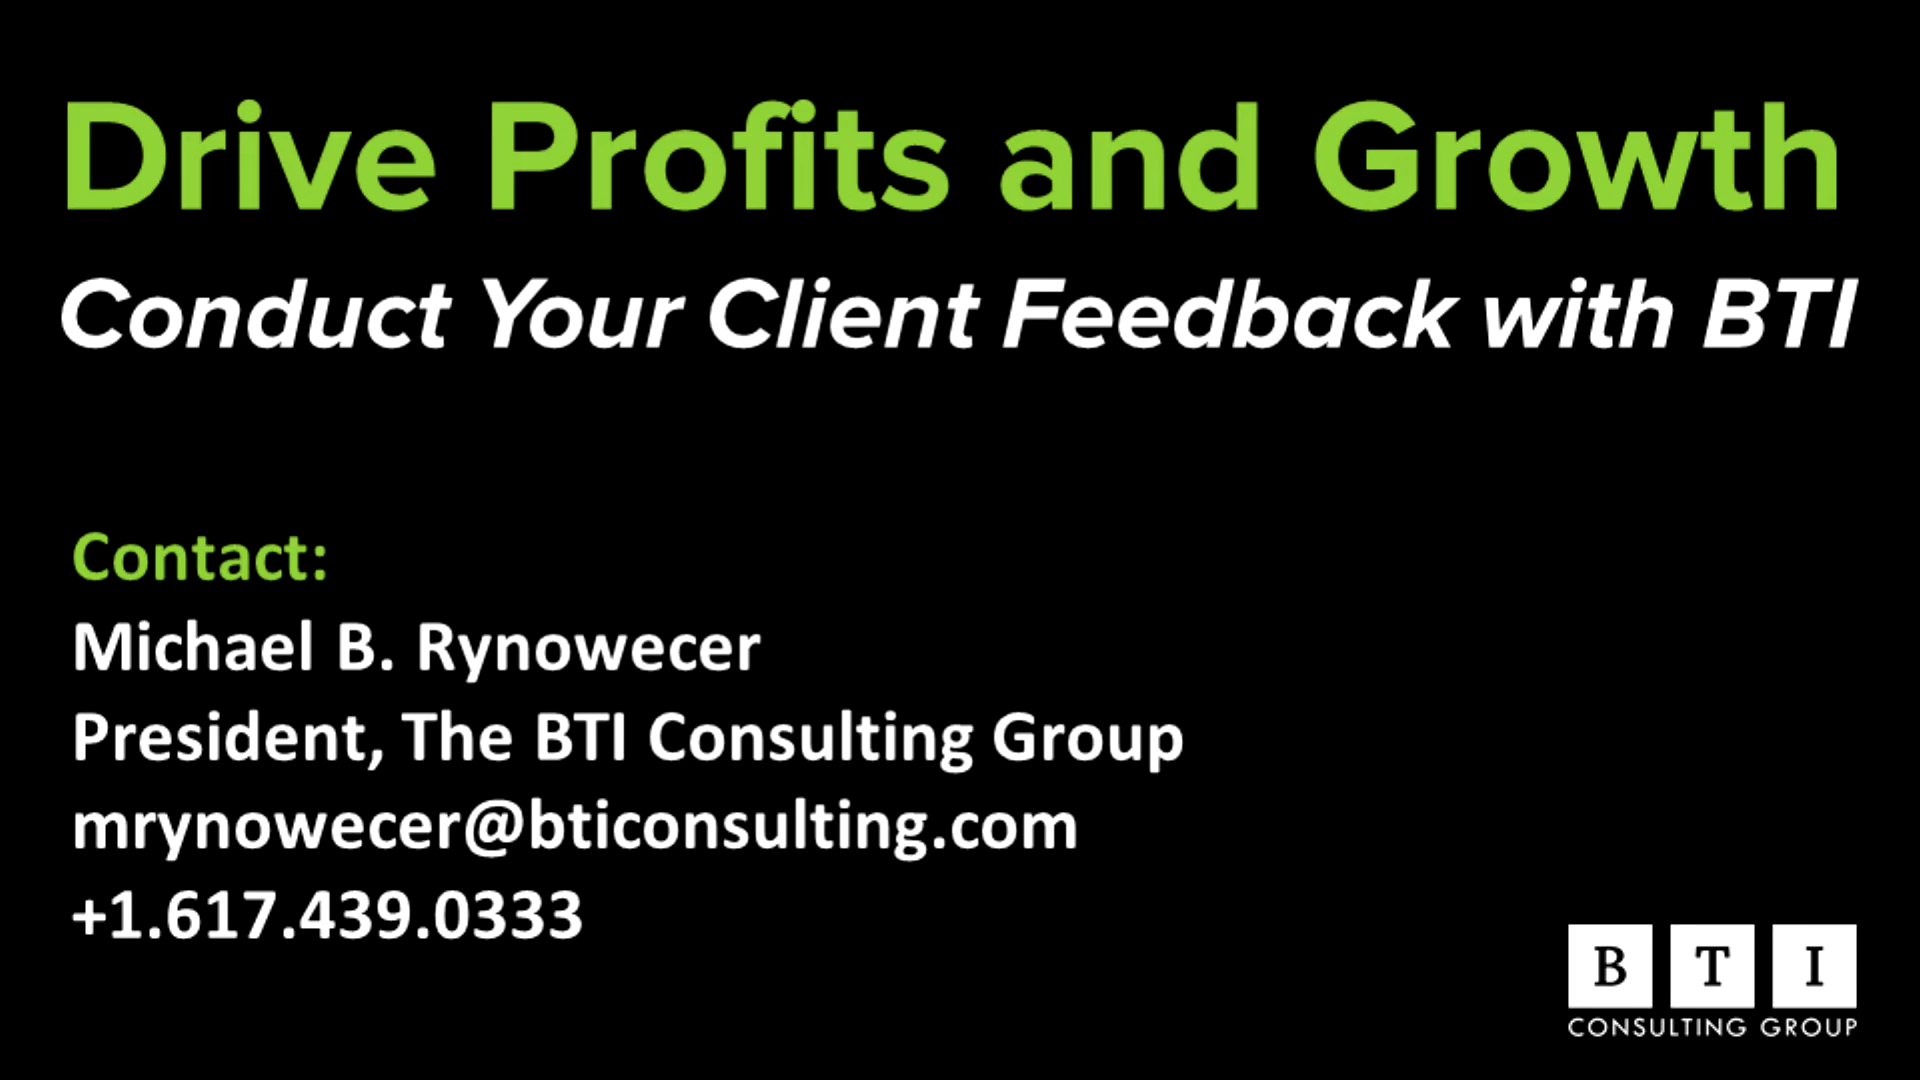 Drive Profits and Growth
Conduct Your Client Feedback with BTI
Contact:
Michael B. Rynowecer
President, The BTI Consulting Group
mrynowecer@bticonsulting.com
+1.617.439.0333
B T I
CONSULTING GROUP